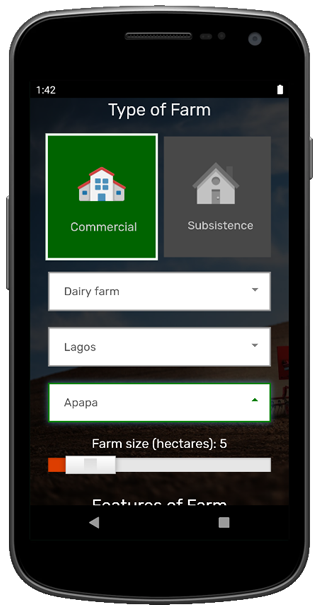 1:42
Type of Farm
Commercial
Subsistence
Dairy farm
Lagos
Apapa
Farm size (hectares): 5
Features of Farm